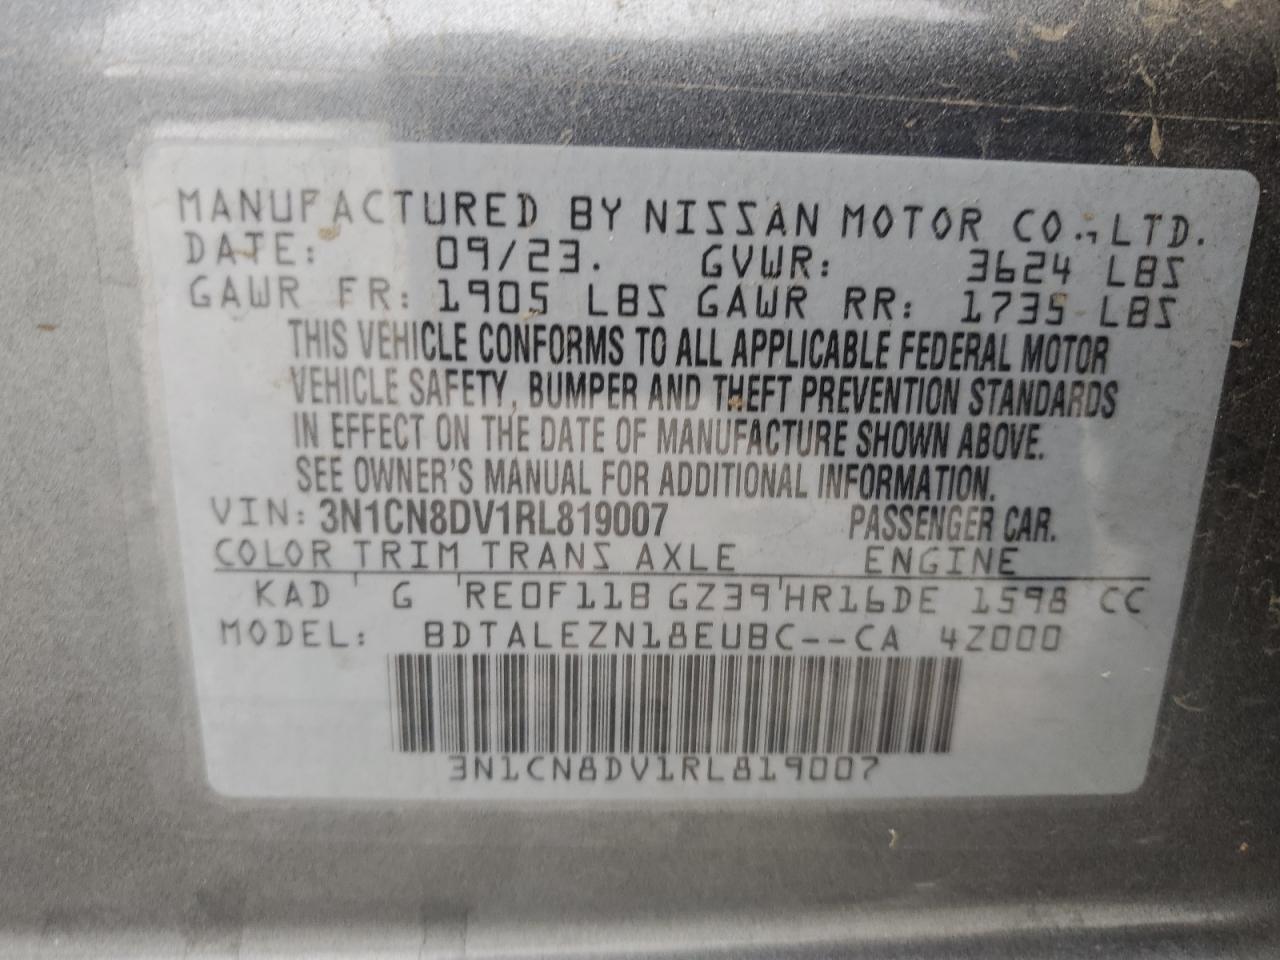 MANUFACTURED BY NISSAN MOTOR CO., LTD.
DATE: 09/23. GVWR: 3624 LBS
GAWR FR: 1905 LBS GAWR RR: 1735 LBS
THIS VEHICLE CONFORMS TO ALL APPLICABLE FEDERAL MOTOR
VEHICLE SAFETY, BUMPER AND THEFT PREVENTION STANDARDS
IN EFFECT ON THE DATE OF MANUFACTURE SHOWN ABOVE.
SEE OWNER'S MANUAL FOR ADDITIONAL INFORMATION.
VIN: 3N1CN8DV1RL819007 PASSENGER CAR.
COLOR TRIM TRANS AXLE ENGINE
KAD G RE0F11B GZ39 HR16DE 1598 CC
MODEL: BDTALEZN18EUBC--CA 4Z000
3N1CN8DV1RL819007